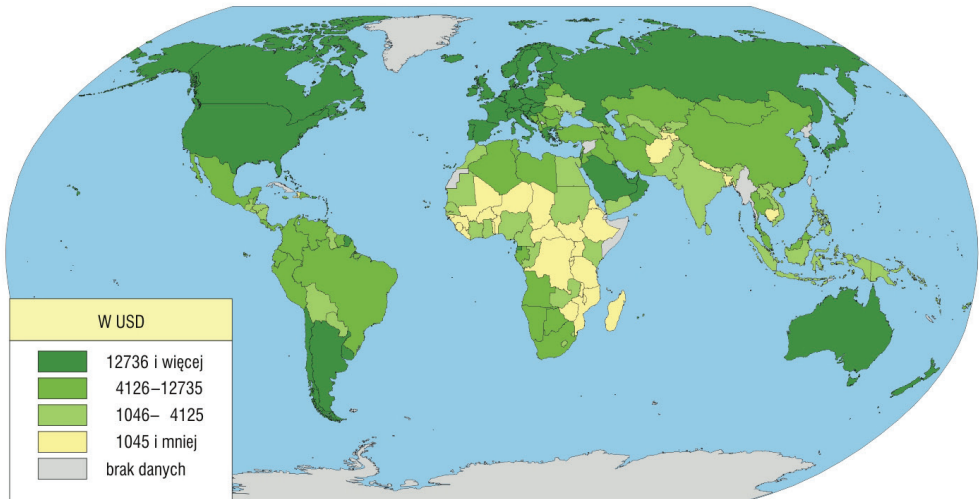 W USD
12736 i więcej
4126–12735
1046– 4125
1045 i mniej
brak danych